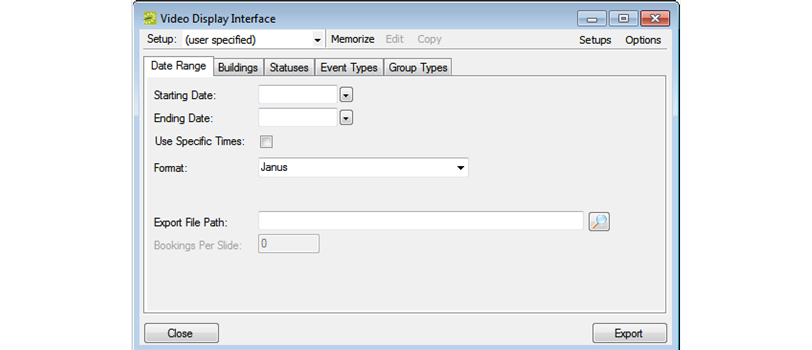 Video Display Interface
Setup: (user specified) Memorize Edit Copy Setups Options
Date Range Buildings Statuses Event Types Group Types
Starting Date:
Ending Date:
Use Specific Times:
Format: Janus
Export File Path:
Bookings Per Slide: 0
Close Export